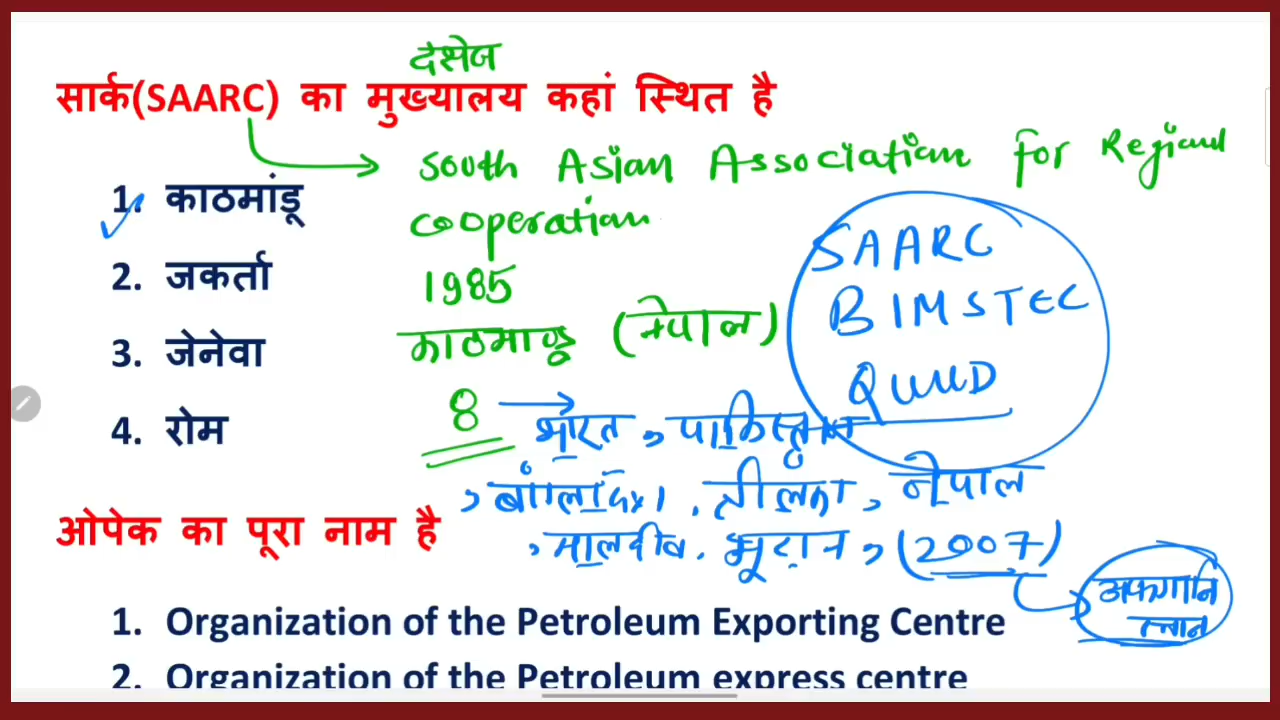 दक्षेस
सार्क(SAARC) का मुख्यालय कहां स्थित है
South Asian Association for Regional
cooperation
1. काठमांडू
SAARC
2. जकर्ता
1985
BIMSTEC
काठमाण्डू (नेपाल)
3. जेनेवा
QUUD
8 → भारत, पाकिस्तान
4. रोम
, बांग्लादेश, श्रीलंका, नेपाल
, मालदीव, भूटान, (2007)
ओपेक का पूरा नाम है
अफगानि
स्तान
1. Organization of the Petroleum Exporting Centre
2. Organization of the Petroleum express centre